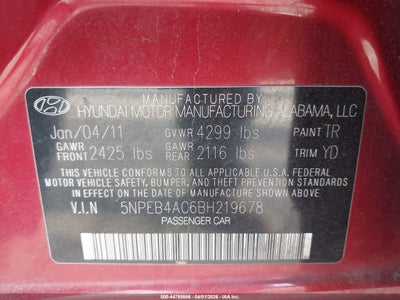 MFD. BY
HYUNDAI MOTOR MANUFACTURING ALABAMA, LLC
Jan/04/11 GVWR 4299 lbs PAINT TR
GAWR FRONT 2425 lbs GAWR REAR 2116 lbs TRIM YD
THIS VEHICLE CONFORMS TO ALL APPLICABLE U.S.A FEDERAL
MOTOR VEHICLE SAFETY, BUMPER, AND THEFT PREVENTION STANDARDS
IN EFFECT ON THE DATE OF MANUFACTURE SHOWN ABOVE.
V.I.N 5NPEB4AC6BH219678
PASSENGER CAR